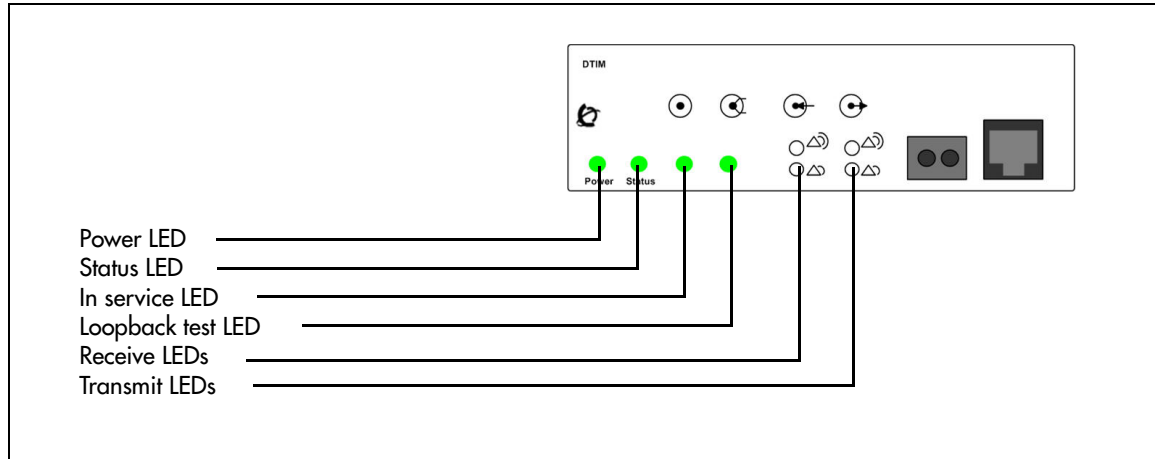 DTIM
Power Status
Power LED
Status LED
In service LED
Loopback test LED
Receive LEDs
Transmit LEDs